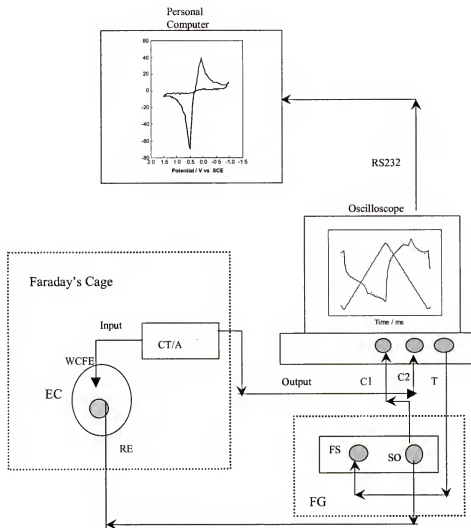 Personal
Computer
80
60
40
20
0
-20
-40
-60
-80
2.0 1.5 1.0 0.5 0.0 -0.5 -1.0 -1.5
Potential / V vs SCE
RS232
Oscilloscope
Time / ms
Faraday's Cage
Input
CT/A
WCFE
EC
RE
Output
C1
C2
T
FS
SO
FG